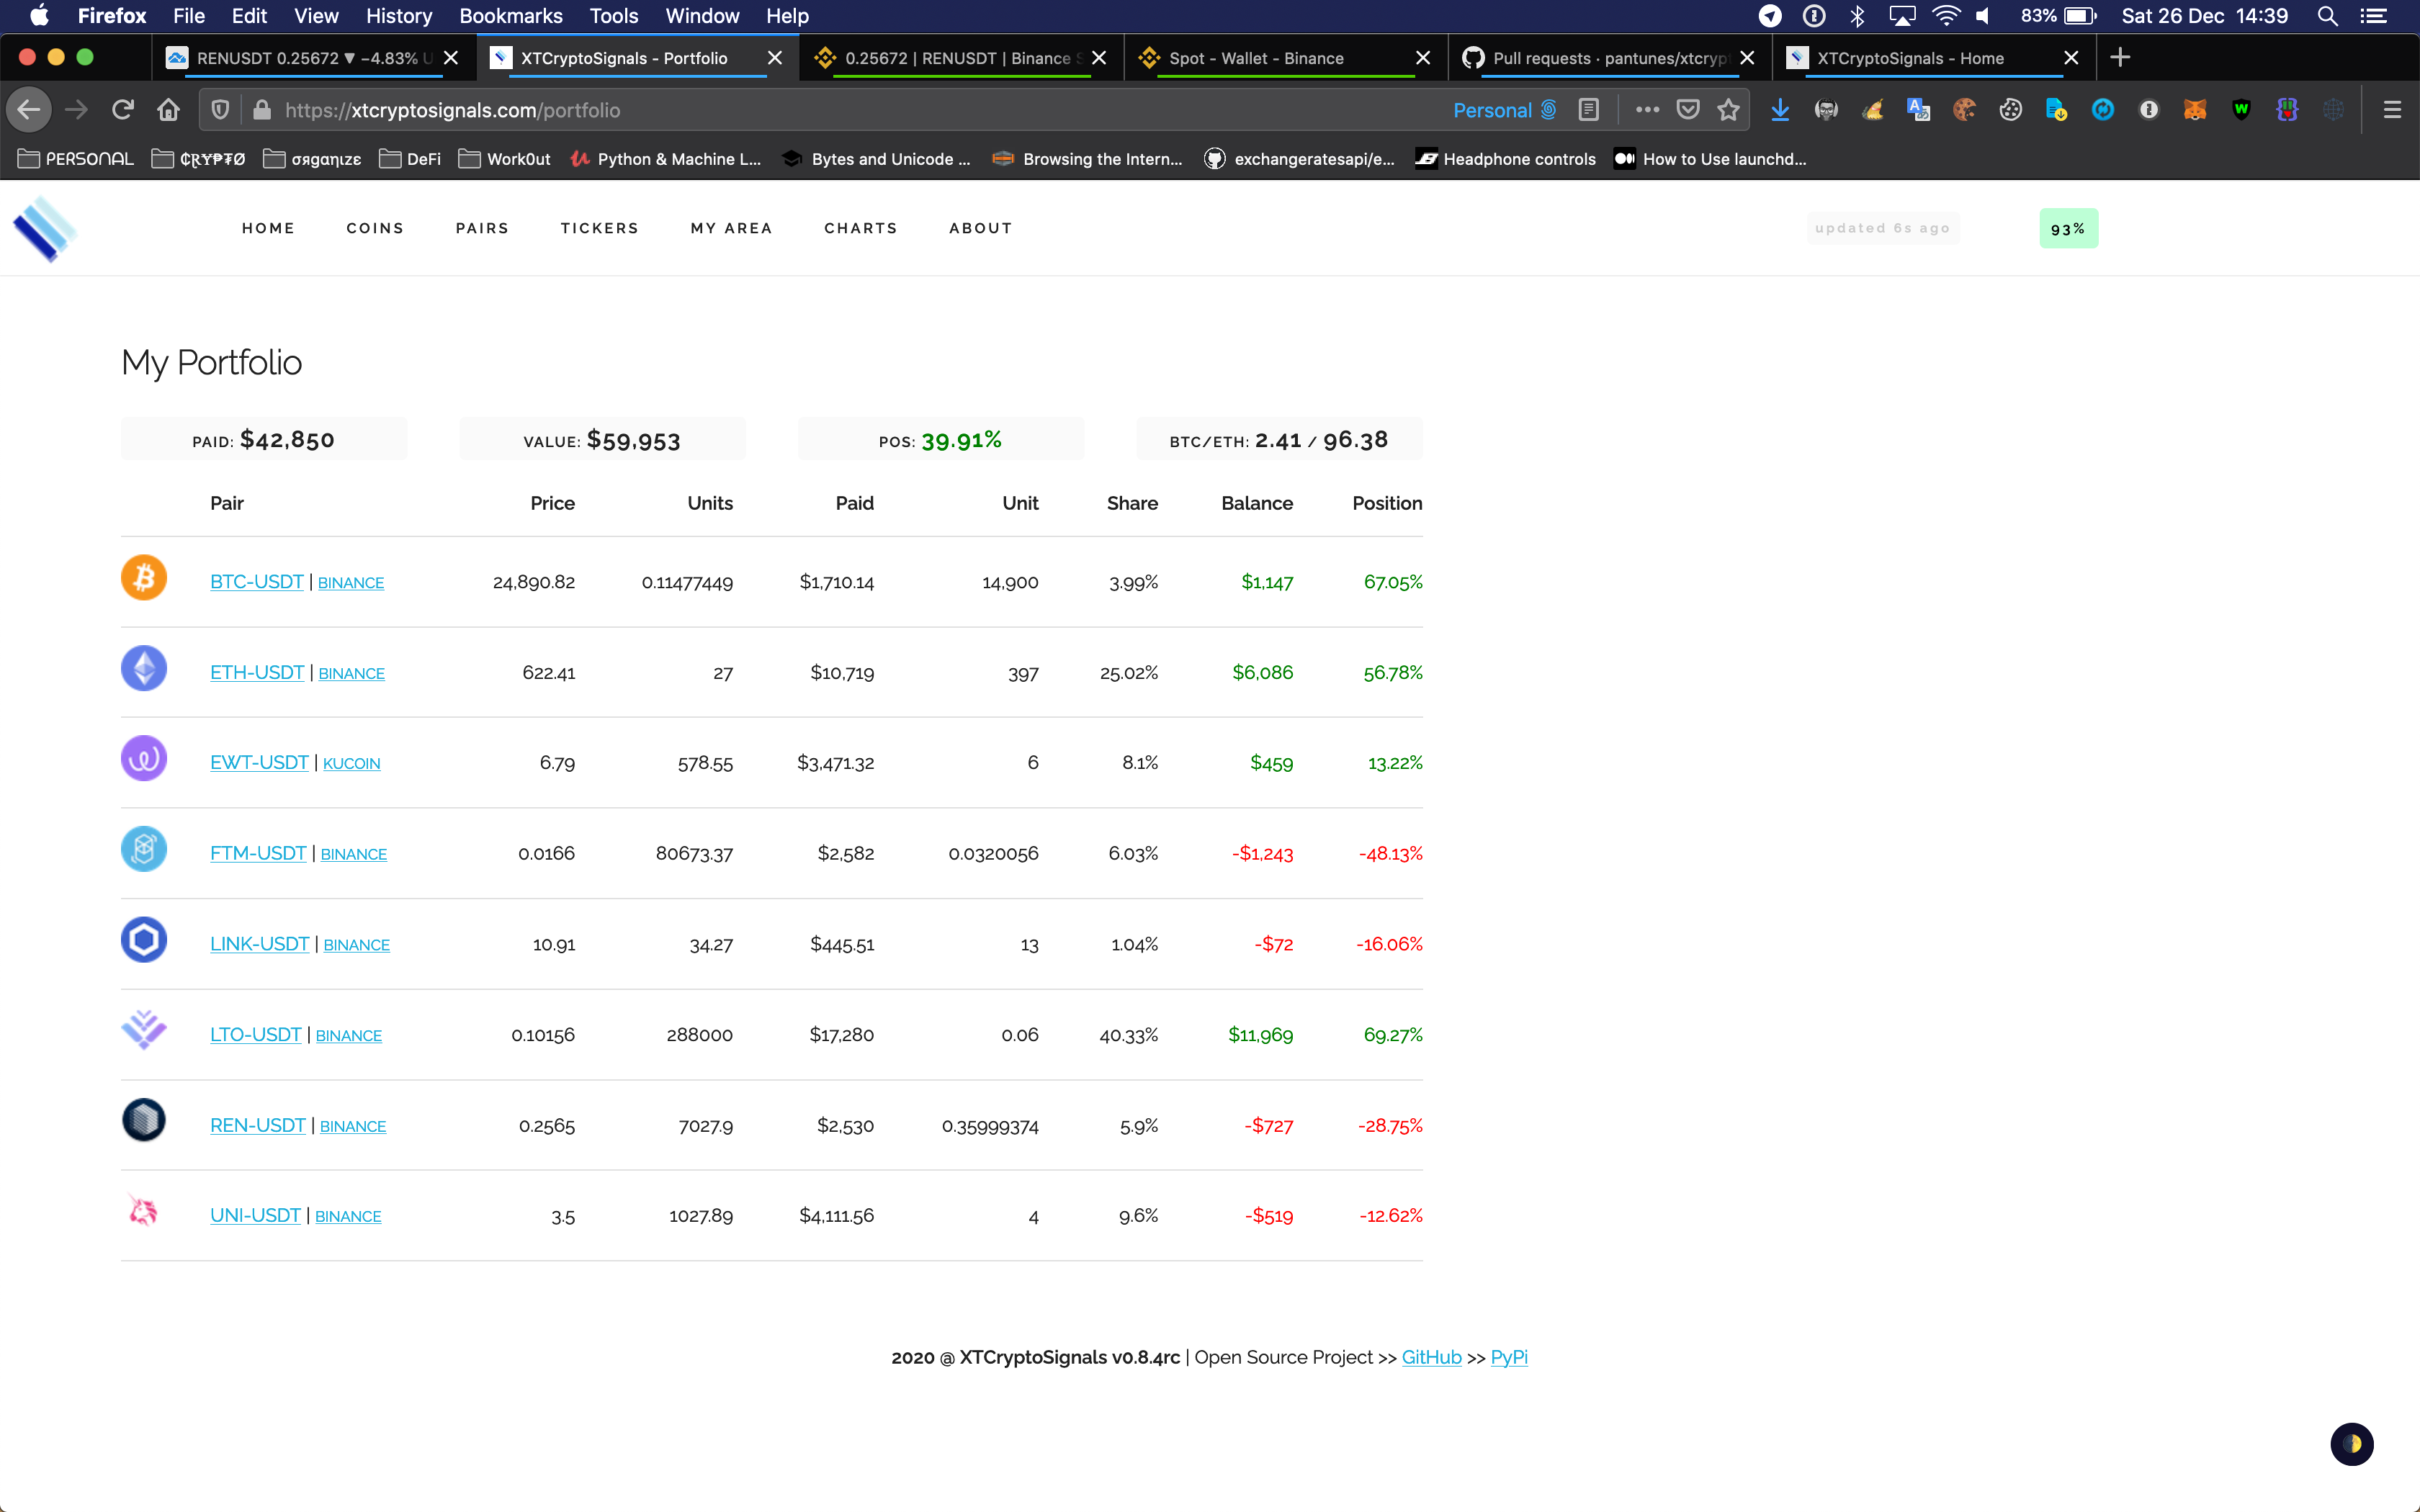 Firefox File Edit View History Bookmarks Tools Window Help 83% Sat 26 Dec 14:39
RENUSDT 0.25672 ▼ −4.83% U XTCryptoSignals - Portfolio 0.25672 | RENUSDT | Binance S Spot - Wallet - Binance Pull requests · pantunes/xtcryp XTCryptoSignals - Home
https://xtcryptosignals.com/portfolio Personal
PERSONAL ₵ⱤɎ₱₮Ø σяgαηιzε DeFi Work0ut Python & Machine L... Bytes and Unicode ... Browsing the Intern... exchangeratesapi/e... Headphone controls How to Use launchd...
HOME COINS PAIRS TICKERS MY AREA CHARTS ABOUT updated 6s ago 93%
My Portfolio
PAID: $42,850 VALUE: $59,953 POS: 39.91% BTC/ETH: 2.41 / 96.38
Pair Price Units Paid Unit Share Balance Position
BTC-USDT | BINANCE 24,890.82 0.11477449 $1,710.14 14,900 3.99% $1,147 67.05%
ETH-USDT | BINANCE 622.41 27 $10,719 397 25.02% $6,086 56.78%
EWT-USDT | KUCOIN 6.79 578.55 $3,471.32 6 8.1% $459 13.22%
FTM-USDT | BINANCE 0.0166 80673.37 $2,582 0.0320056 6.03% -$1,243 -48.13%
LINK-USDT | BINANCE 10.91 34.27 $445.51 13 1.04% -$72 -16.06%
LTO-USDT | BINANCE 0.10156 288000 $17,280 0.06 40.33% $11,969 69.27%
REN-USDT | BINANCE 0.2565 7027.9 $2,530 0.35999374 5.9% -$727 -28.75%
UNI-USDT | BINANCE 3.5 1027.89 $4,111.56 4 9.6% -$519 -12.62%
2020 @ XTCryptoSignals v0.8.4rc | Open Source Project >> GitHub >> PyPi